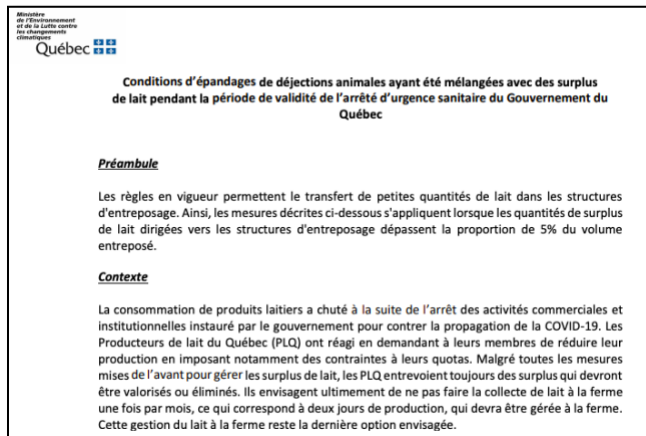 Ministère
de l'Environnement
et de la Lutte contre
les changements
climatiques
Québec
Conditions d'épandages de déjections animales ayant été mélangées avec des surplus
de lait pendant la période de validité de l'arrêté d'urgence sanitaire du Gouvernement du
Québec
Préambule
Les règles en vigueur permettent le transfert de petites quantités de lait dans les structures
d'entreposage. Ainsi, les mesures décrites ci-dessous s'appliquent lorsque les quantités de surplus
de lait dirigées vers les structures d'entreposage dépassent la proportion de 5% du volume
entreposé.
Contexte
La consommation de produits laitiers a chuté à la suite de l'arrêt des activités commerciales et
institutionnelles instauré par le gouvernement pour contrer la propagation de la COVID-19. Les
Producteurs de lait du Québec (PLQ) ont réagi en demandant à leurs membres de réduire leur
production en imposant notamment des contraintes à leurs quotas. Malgré toutes les mesures
mises de l'avant pour gérer les surplus de lait, les PLQ entrevoient toujours des surplus qui devront
être valorisés ou éliminés. Ils envisagent ultimement de ne pas faire la collecte de lait à la ferme
une fois par mois, ce qui correspond à deux jours de production, qui devra être gérée à la ferme.
Cette gestion du lait à la ferme reste la dernière option envisagée.